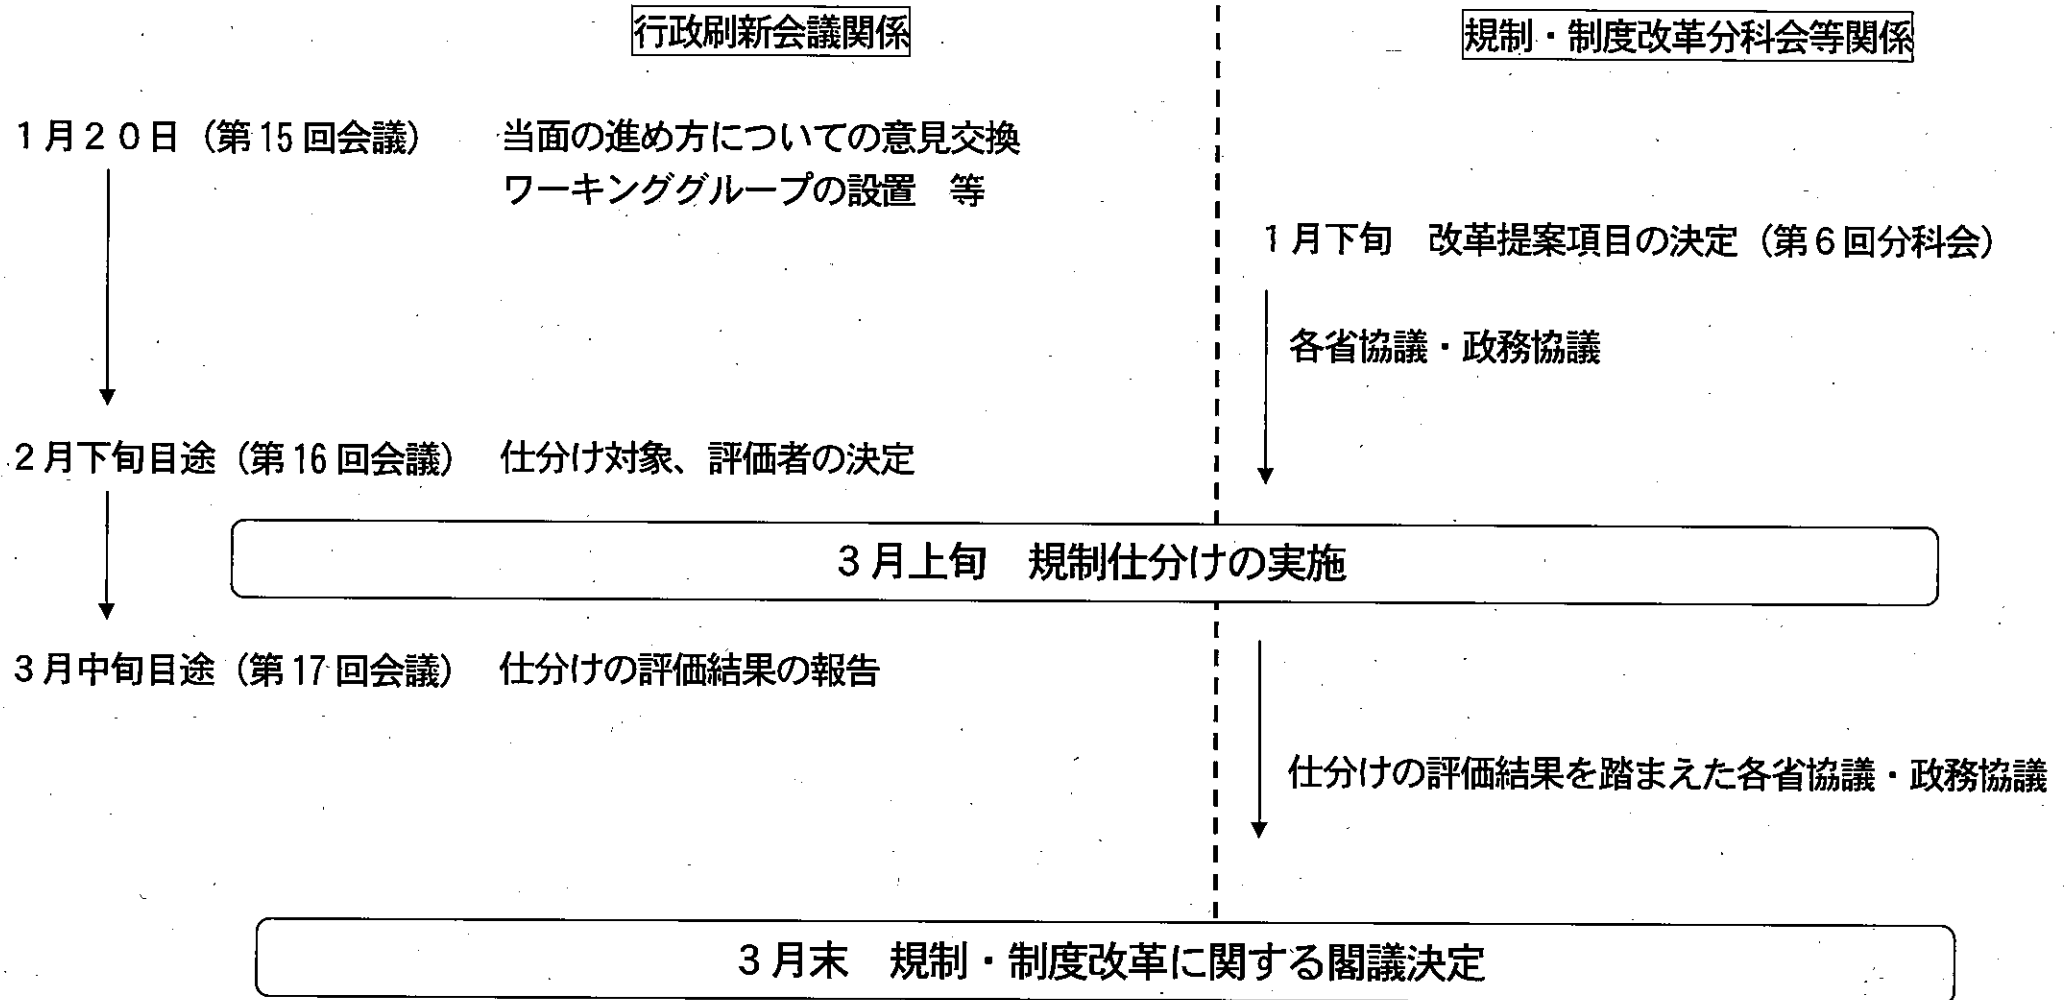 行政刷新会議関係
規制・制度改革分科会等関係
1月20日（第15回会議）　当面の進め方についての意見交換
ワーキンググループの設置　等
1月下旬　改革提案項目の決定（第6回分科会）
各省協議・政務協議
2月下旬目途（第16回会議）　仕分け対象、評価者の決定
3月上旬　規制仕分けの実施
3月中旬目途（第17回会議）　仕分けの評価結果の報告
仕分けの評価結果を踏まえた各省協議・政務協議
3月末　規制・制度改革に関する閣議決定